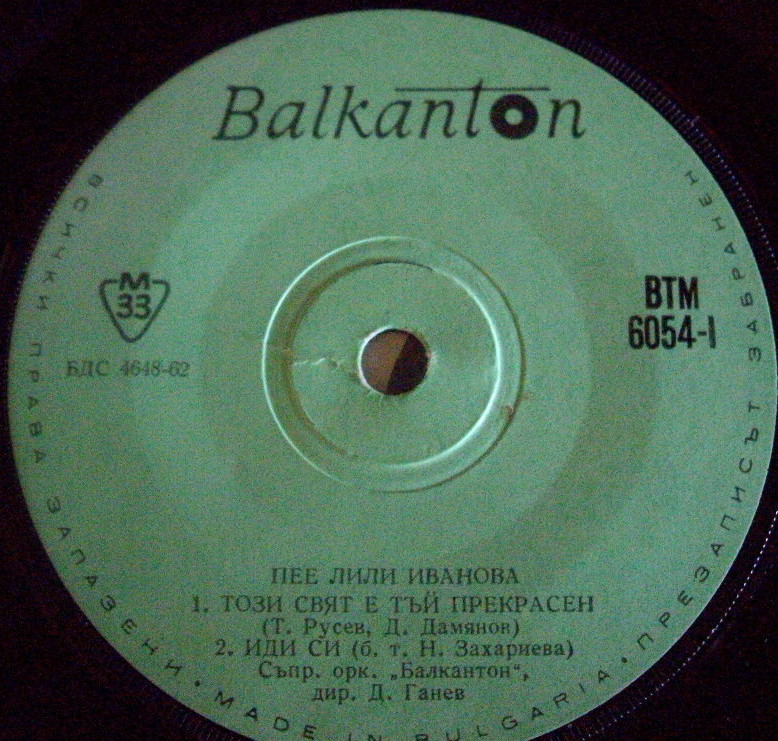 Balkanton
M
33
БДС 4648-62
ВТМ
6054-I
ПЕЕ ЛИЛИ ИВАНОВА
1. ТОЗИ СВЯТ Е ТЪЙ ПРЕКРАСЕН
(Т. Русев, Д. Дамянов)
2. ИДИ СИ (б. т. Н. Захариева)
Съпр. орк. „Балкантон“,
дир. Д. Ганев
ВСИЧКИ ПРАВА ЗАПАЗЕНИ • MADE IN BULGARIA • ПРЕЗАПИСЪТ ЗАБРАНЕН